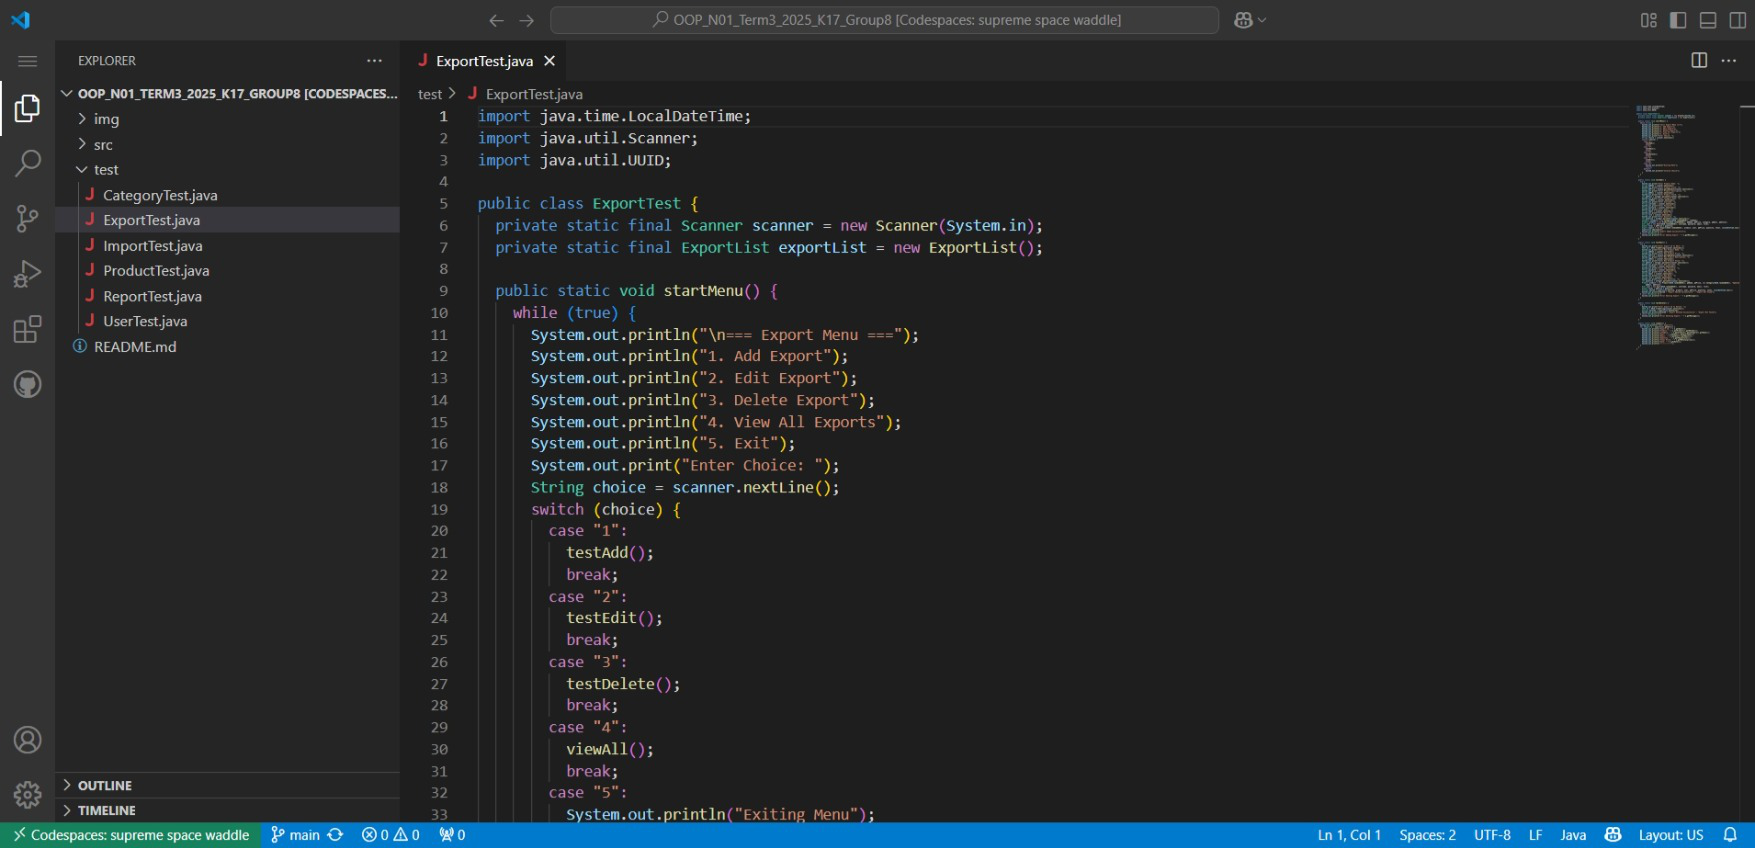 OOP_N01_Term3_2025_K17_Group8 [Codespaces: supreme space waddle]
EXPLORER
OOP_N01_TERM3_2025_K17_GROUP8 [CODESPACES...
img
src
test
CategoryTest.java
ExportTest.java
ImportTest.java
ProductTest.java
ReportTest.java
UserTest.java
README.md
OUTLINE
TIMELINE
ExportTest.java
test > ExportTest.java
1 import java.time.LocalDateTime;
2 import java.util.Scanner;
3 import java.util.UUID;
4
5 public class ExportTest {
6 private static final Scanner scanner = new Scanner(System.in);
7 private static final ExportList exportList = new ExportList();
8
9 public static void startMenu() {
10 while (true) {
11 System.out.println("\n=== Export Menu ===");
12 System.out.println("1. Add Export");
13 System.out.println("2. Edit Export");
14 System.out.println("3. Delete Export");
15 System.out.println("4. View All Exports");
16 System.out.println("5. Exit");
17 System.out.print("Enter Choice: ");
18 String choice = scanner.nextLine();
19 switch (choice) {
20 case "1":
21 testAdd();
22 break;
23 case "2":
24 testEdit();
25 break;
26 case "3":
27 testDelete();
28 break;
29 case "4":
30 viewAll();
31 break;
32 case "5":
33 System.out.println("Exiting Menu");
Codespaces: supreme space waddle main 0 0 0 Ln 1, Col 1 Spaces: 2 UTF-8 LF Java Layout: US